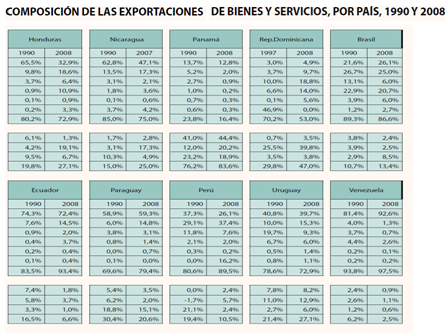 COMPOSICIÓN DE LAS EXPORTACIONES DE BIENES Y SERVICIOS, POR PAÍS, 1990 Y 2008
Honduras Nicaragua Panamá Rep.Dominicana Brasil
1990 2008 1990 2007 1990 2008 1997 2008 1990 2008
65,5% 32,9% 62,8% 47,1% 13,7% 12,8% 3,0% 4,9% 21,6% 26,1%
9,8% 18,6% 13,5% 17,3% 5,2% 2,0% 3,7% 9,7% 26,7% 25,0%
3,7% 6,4% 3,1% 2,1% 2,7% 0,9% 10,0% 18,8% 13,1% 6,0%
0,9% 10,9% 1,8% 3,6% 1,0% 0,2% 6,6% 14,0% 22,9% 20,7%
0,1% 0,9% 0,1% 0,6% 0,7% 0,3% 0,1% 5,6% 3,9% 6,0%
0,2% 3,3% 3,7% 4,2% 0,6% 0,3% 46,9% 0,0% 1,2% 2,7%
80,2% 72,9% 85,0% 75,0% 23,8% 16,4% 70,2% 53,0% 89,3% 86,6%
6,1% 1,3% 1,7% 2,8% 41,0% 44,4% 0,7% 3,5% 3,8% 2,4%
4,2% 19,1% 3,1% 17,3% 12,0% 20,2% 25,5% 39,8% 3,9% 2,5%
9,5% 6,7% 10,3% 4,9% 23,2% 18,9% 3,5% 3,8% 2,9% 8,5%
19,8% 27,1% 15,0% 25,0% 76,2% 83,6% 29,8% 47,0% 10,7% 13,4%
Ecuador Paraguay Perú Uruguay Venezuela
1990 2008 1990 2008 1990 2008 1990 2008 1990 2008
74,3% 72,4% 58,9% 59,3% 37,3% 26,1% 40,8% 39,7% 81,4% 92,6%
7,6% 14,5% 6,0% 14,8% 29,1% 37,4% 10,0% 15,3% 4,0% 1,3%
0,9% 2,0% 3,8% 3,1% 11,8% 7,6% 19,7% 9,3% 3,7% 0,7%
0,4% 3,7% 0,8% 1,4% 2,1% 2,0% 6,7% 6,0% 4,4% 2,6%
0,2% 0,4% 0,0% 0,7% 0,3% 0,2% 0,5% 1,4% 0,2% 0,1%
0,1% 0,4% 0,1% 0,0% 0,0% 16,2% 0,8% 1,1% 0,2% 0,2%
83,5% 93,4% 69,6% 79,4% 80,6% 89,5% 78,6% 72,9% 93,8% 97,5%
7,4% 1,8% 5,4% 3,5% 0,0% 2,4% 7,8% 8,2% 2,4% 0,9%
5,8% 3,7% 6,2% 2,0% -1,7% 5,7% 11,0% 12,9% 2,6% 1,1%
3,3% 1,0% 18,8% 15,1% 21,1% 2,4% 2,7% 6,0% 1,2% 0,6%
16,5% 6,6% 30,4% 20,6% 19,4% 10,5% 21,4% 27,1% 6,2% 2,5%